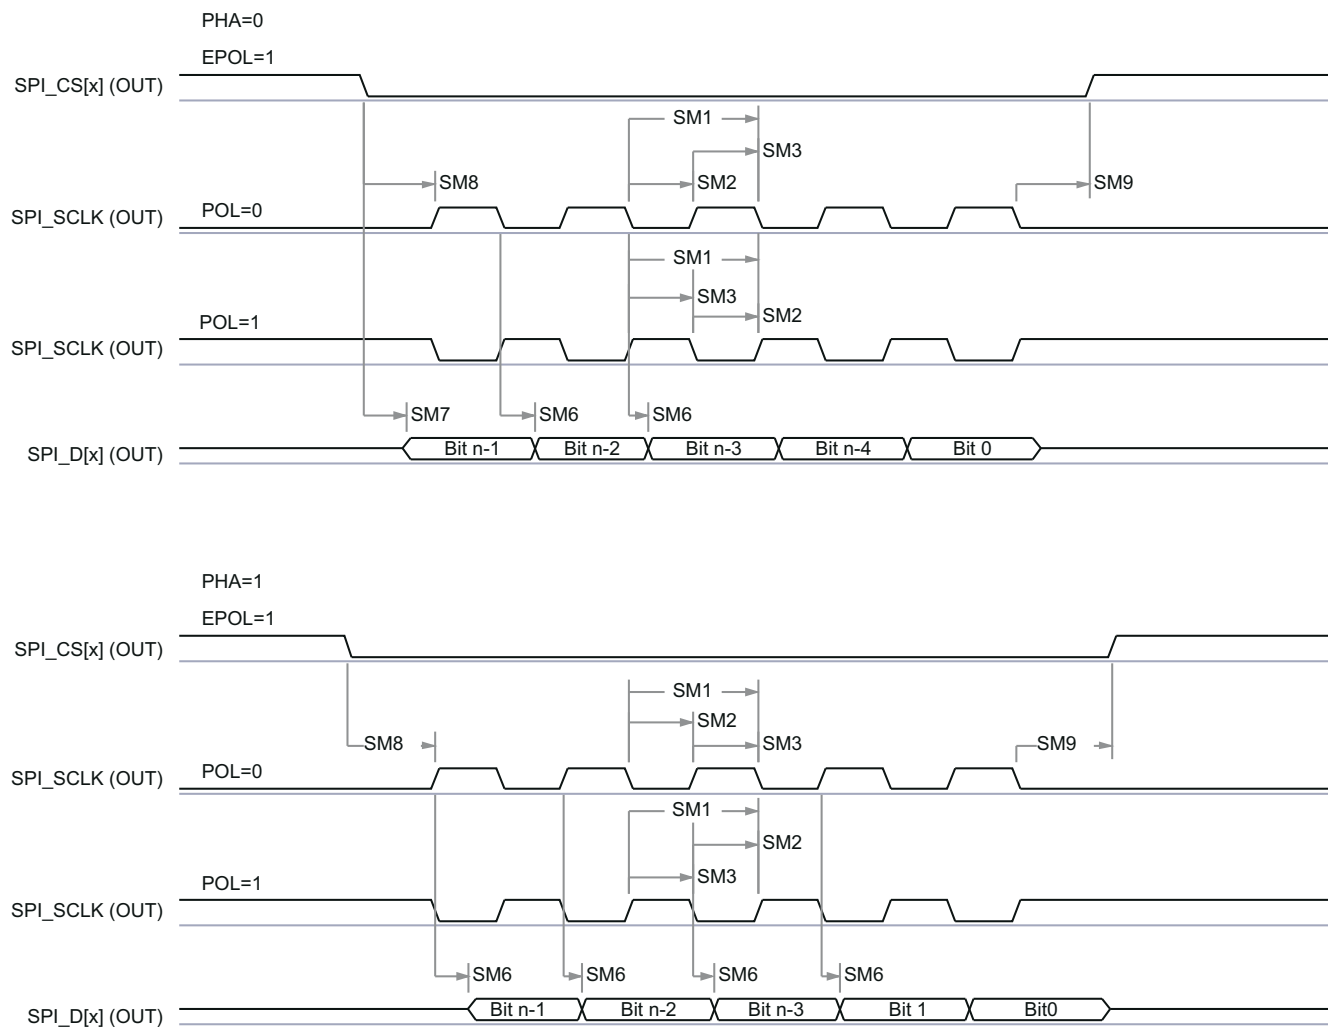 PHA=0
EPOL=1
SPI_CS[x] (OUT)
SM1
SM3
SM8
SM2
SM9
SPI_SCLK (OUT)
POL=0
SM1
SM3
SM2
POL=1
SPI_SCLK (OUT)
SM7
SM6
SM6
SPI_D[x] (OUT)
Bit n-1
Bit n-2
Bit n-3
Bit n-4
Bit 0
PHA=1
EPOL=1
SPI_CS[x] (OUT)
SM1
SM2
SM8
SM3
SM9
SPI_SCLK (OUT)
POL=0
SM1
SM2
SM3
POL=1
SPI_SCLK (OUT)
SM6
SM6
SM6
SM6
SPI_D[x] (OUT)
Bit n-1
Bit n-2
Bit n-3
Bit 1
Bit0